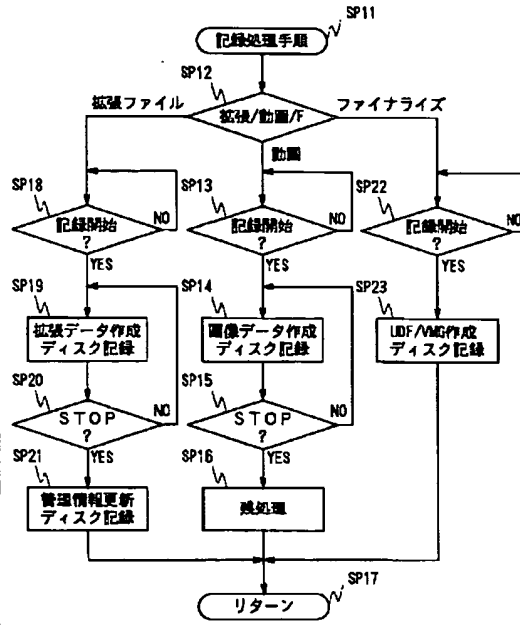 SP11
記録処理手順
SP12
拡張ファイル
拡張/動画/F
ファイナライズ
動画
SP18
記録開始
?
NO
YES
SP13
記録開始
?
NO
YES
SP22
記録開始
?
NO
YES
SP19
拡張データ作成
ディスク記録
SP14
画像データ作成
ディスク記録
SP23
UDF/VMG作成
ディスク記録
SP20
STOP
?
NO
YES
SP15
STOP
?
NO
YES
SP21
管理情報更新
ディスク記録
SP16
残処理
SP17
リターン